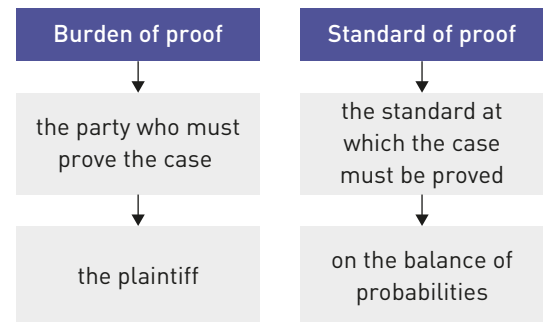 Burden of proof
the party who must
prove the case
the plaintiff
Standard of proof
the standard at
which the case
must be proved
on the balance of
probabilities